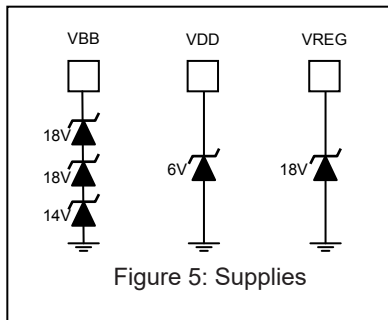 VBB VDD VREG
18V
18V 6V 18V
14V
Figure 5: Supplies